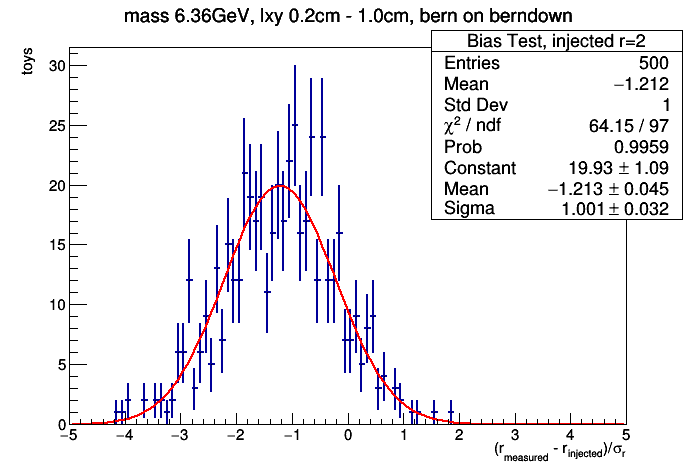 mass 6.36GeV, lxy 0.2cm - 1.0cm, bern on berndown
Bias Test, injected r=2
Entries 500
Mean −1.212
Std Dev 1
χ² / ndf 64.15 / 97
Prob 0.9959
Constant 19.93 ± 1.09
Mean −1.213 ± 0.045
Sigma 1.001 ± 0.032
toys
30
25
20
15
10
5
0
−5 −4 −3 −2 −1 0 1 2 3 4 5
(r_measured - r_injected)/σ_r